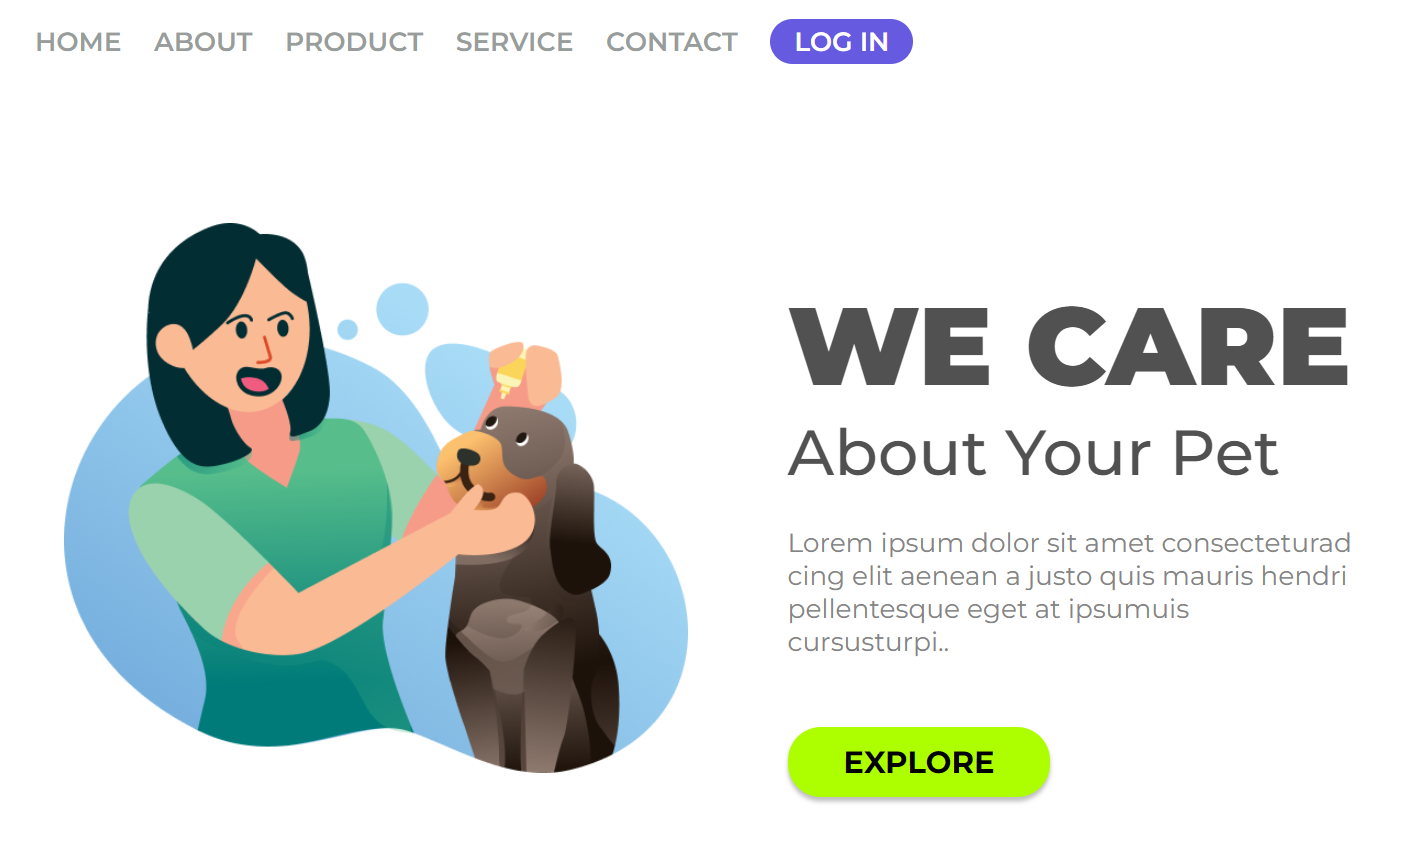 HOME ABOUT PRODUCT SERVICE CONTACT LOG IN
WE CARE
About Your Pet
Lorem ipsum dolor sit amet consecteturad
cing elit aenean a justo quis mauris hendri
pellentesque eget at ipsumuis
cursusturpi..
EXPLORE